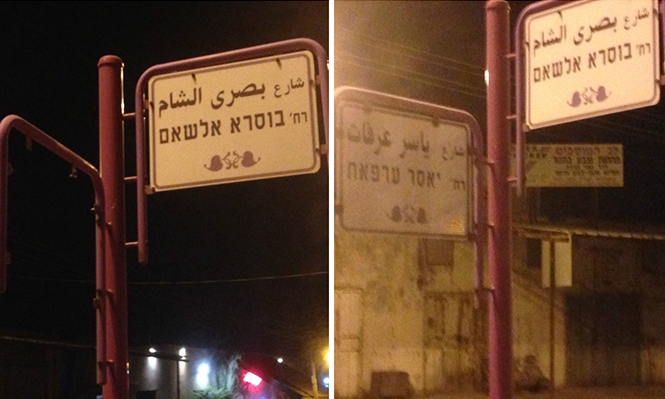 شارع بصرى الشام
רח' בוסרא אלשאם
شارع بصرى الشام
רח' בוסרא אלשאם
شارع ياسر عرفات
רח' יאסר ערפאת